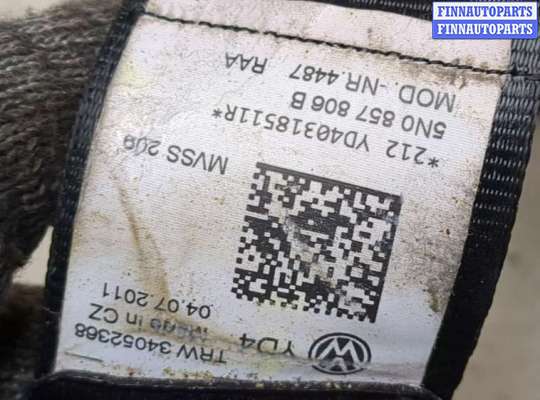 FINNAUTOPARTS
FINNAUTOPARTS
TRW 34052368
Made in CZ
04.07.2011
YD4
MVSS 209
*212 YD40318511R*
5N0 857 806 B
MOD.-NR.4487 RAA